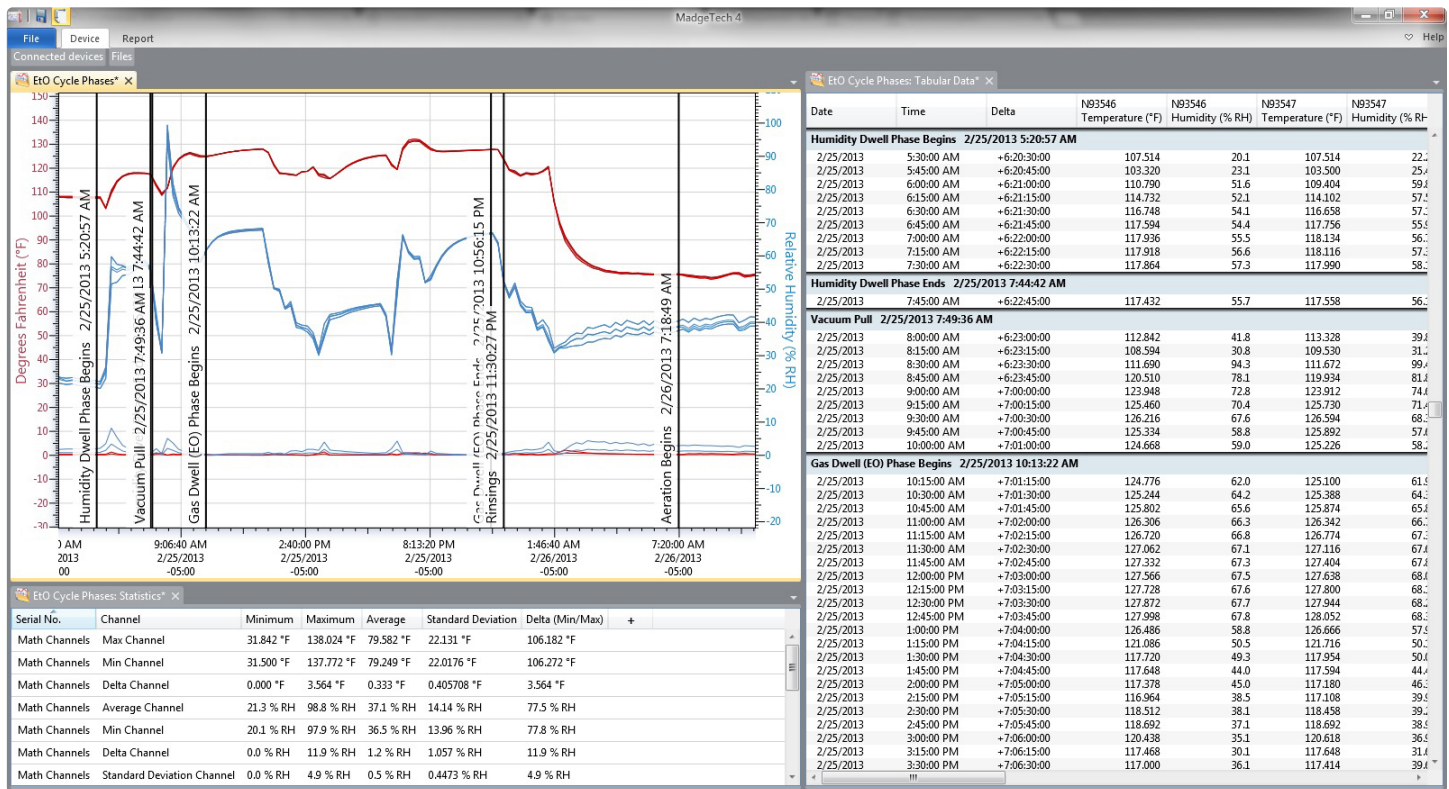 MadgeTech 4
File Device Report Help
Connected devices Files
EtO Cycle Phases*
150
140
130
120
110
100
90
80
70
60
50
40
30
20
10
0
-10
-20
-30
Degrees Fahrenheit (°F)
Humidity Dwell Phase Begins 2/25/2013 5:20:57 AM
Vacuum Pull 2/25/2013 7:49:36 AM
7:44:42 AM
Gas Dwell (EO) Phase Begins 2/25/2013 10:13:22 AM
Gas Dwell (EO) Phase Ends 2/25/2013 10:56:15 PM
Rinsings 2/25/2013 11:30:27 PM
Aeration Begins 2/26/2013 7:18:49 AM
100
90
80
70
60
50
40
30
20
10
0
-10
-20
Relative Humidity (% RH)
AM 9:06:40 AM 2:40:00 PM 8:13:20 PM 1:46:40 AM 7:20:00 AM
2013 2/25/2013 2/25/2013 2/25/2013 2/26/2013 2/26/2013
00 -05:00 -05:00 -05:00 -05:00 -05:00
EtO Cycle Phases: Statistics*
Serial No. Channel Minimum Maximum Average Standard Deviation Delta (Min/Max) +
Math Channels Max Channel 31.842 °F 138.024 °F 79.582 °F 22.131 °F 106.182 °F
Math Channels Min Channel 31.500 °F 137.772 °F 79.249 °F 22.0176 °F 106.272 °F
Math Channels Delta Channel 0.000 °F 3.564 °F 0.333 °F 0.405708 °F 3.564 °F
Math Channels Average Channel 21.3 % RH 98.8 % RH 37.1 % RH 14.14 % RH 77.5 % RH
Math Channels Min Channel 20.1 % RH 97.9 % RH 36.5 % RH 13.96 % RH 77.8 % RH
Math Channels Delta Channel 0.0 % RH 11.9 % RH 1.2 % RH 1.057 % RH 11.9 % RH
Math Channels Standard Deviation Channel 0.0 % RH 4.9 % RH 0.5 % RH 0.4473 % RH 4.9 % RH
EtO Cycle Phases: Tabular Data*
Date Time Delta N93546 Temperature (°F) N93546 Humidity (% RH) N93547 Temperature (°F) N93547 Humidity (% RH
Humidity Dwell Phase Begins 2/25/2013 5:20:57 AM
2/25/2013 5:30:00 AM +6:20:30:00 107.514 20.1 107.514 22.
2/25/2013 5:45:00 AM +6:20:45:00 103.320 23.1 103.500 25.
2/25/2013 6:00:00 AM +6:21:00:00 110.790 51.6 109.404 59.
2/25/2013 6:15:00 AM +6:21:15:00 114.732 52.1 114.102 57.
2/25/2013 6:30:00 AM +6:21:30:00 116.748 54.1 116.658 57.
2/25/2013 6:45:00 AM +6:21:45:00 117.594 54.4 117.756 55.
2/25/2013 7:00:00 AM +6:22:00:00 117.936 55.5 118.134 56.
2/25/2013 7:15:00 AM +6:22:15:00 117.918 56.6 118.116 57.
2/25/2013 7:30:00 AM +6:22:30:00 117.864 57.3 117.990 58.
Humidity Dwell Phase Ends 2/25/2013 7:44:42 AM
2/25/2013 7:45:00 AM +6:22:45:00 117.432 55.7 117.558 56.
Vacuum Pull 2/25/2013 7:49:36 AM
2/25/2013 8:00:00 AM +6:23:00:00 112.842 41.8 113.328 39.
2/25/2013 8:15:00 AM +6:23:15:00 108.594 30.8 109.530 31.
2/25/2013 8:30:00 AM +6:23:30:00 111.690 94.3 111.672 99.
2/25/2013 8:45:00 AM +6:23:45:00 120.510 78.1 119.934 81.
2/25/2013 9:00:00 AM +7:00:00:00 123.948 72.8 123.912 74.
2/25/2013 9:15:00 AM +7:00:15:00 125.460 70.4 125.730 71.
2/25/2013 9:30:00 AM +7:00:30:00 126.216 67.6 126.594 68.
2/25/2013 9:45:00 AM +7:00:45:00 125.334 58.8 125.892 57.
2/25/2013 10:00:00 AM +7:01:00:00 124.668 59.0 125.226 58.
Gas Dwell (EO) Phase Begins 2/25/2013 10:13:22 AM
2/25/2013 10:15:00 AM +7:01:15:00 124.776 62.0 125.100 61.
2/25/2013 10:30:00 AM +7:01:30:00 125.244 64.2 125.388 64.
2/25/2013 10:45:00 AM +7:01:45:00 125.802 65.6 125.874 65.
2/25/2013 11:00:00 AM +7:02:00:00 126.306 66.3 126.342 66.
2/25/2013 11:15:00 AM +7:02:15:00 126.720 66.8 126.774 67.
2/25/2013 11:30:00 AM +7:02:30:00 127.062 67.1 127.116 67.
2/25/2013 11:45:00 AM +7:02:45:00 127.332 67.3 127.404 67.
2/25/2013 12:00:00 PM +7:03:00:00 127.566 67.5 127.638 68.
2/25/2013 12:15:00 PM +7:03:15:00 127.728 67.6 127.800 68.
2/25/2013 12:30:00 PM +7:03:30:00 127.872 67.7 127.944 68.
2/25/2013 12:45:00 PM +7:03:45:00 127.998 67.8 128.052 68.
2/25/2013 1:00:00 PM +7:04:00:00 126.486 58.8 126.666 57.
2/25/2013 1:15:00 PM +7:04:15:00 121.086 50.5 121.716 50.
2/25/2013 1:30:00 PM +7:04:30:00 117.720 49.3 117.954 50.
2/25/2013 1:45:00 PM +7:04:45:00 117.648 44.0 117.594 44.
2/25/2013 2:00:00 PM +7:05:00:00 117.378 45.0 117.180 46.
2/25/2013 2:15:00 PM +7:05:15:00 116.964 38.5 117.108 39.
2/25/2013 2:30:00 PM +7:05:30:00 118.512 38.1 118.458 39.
2/25/2013 2:45:00 PM +7:05:45:00 118.692 37.1 118.692 38.
2/25/2013 3:00:00 PM +7:06:00:00 120.438 35.1 120.618 36.
2/25/2013 3:15:00 PM +7:06:15:00 117.468 30.1 117.648 31.
2/25/2013 3:30:00 PM +7:06:30:00 117.000 36.1 117.414 39.